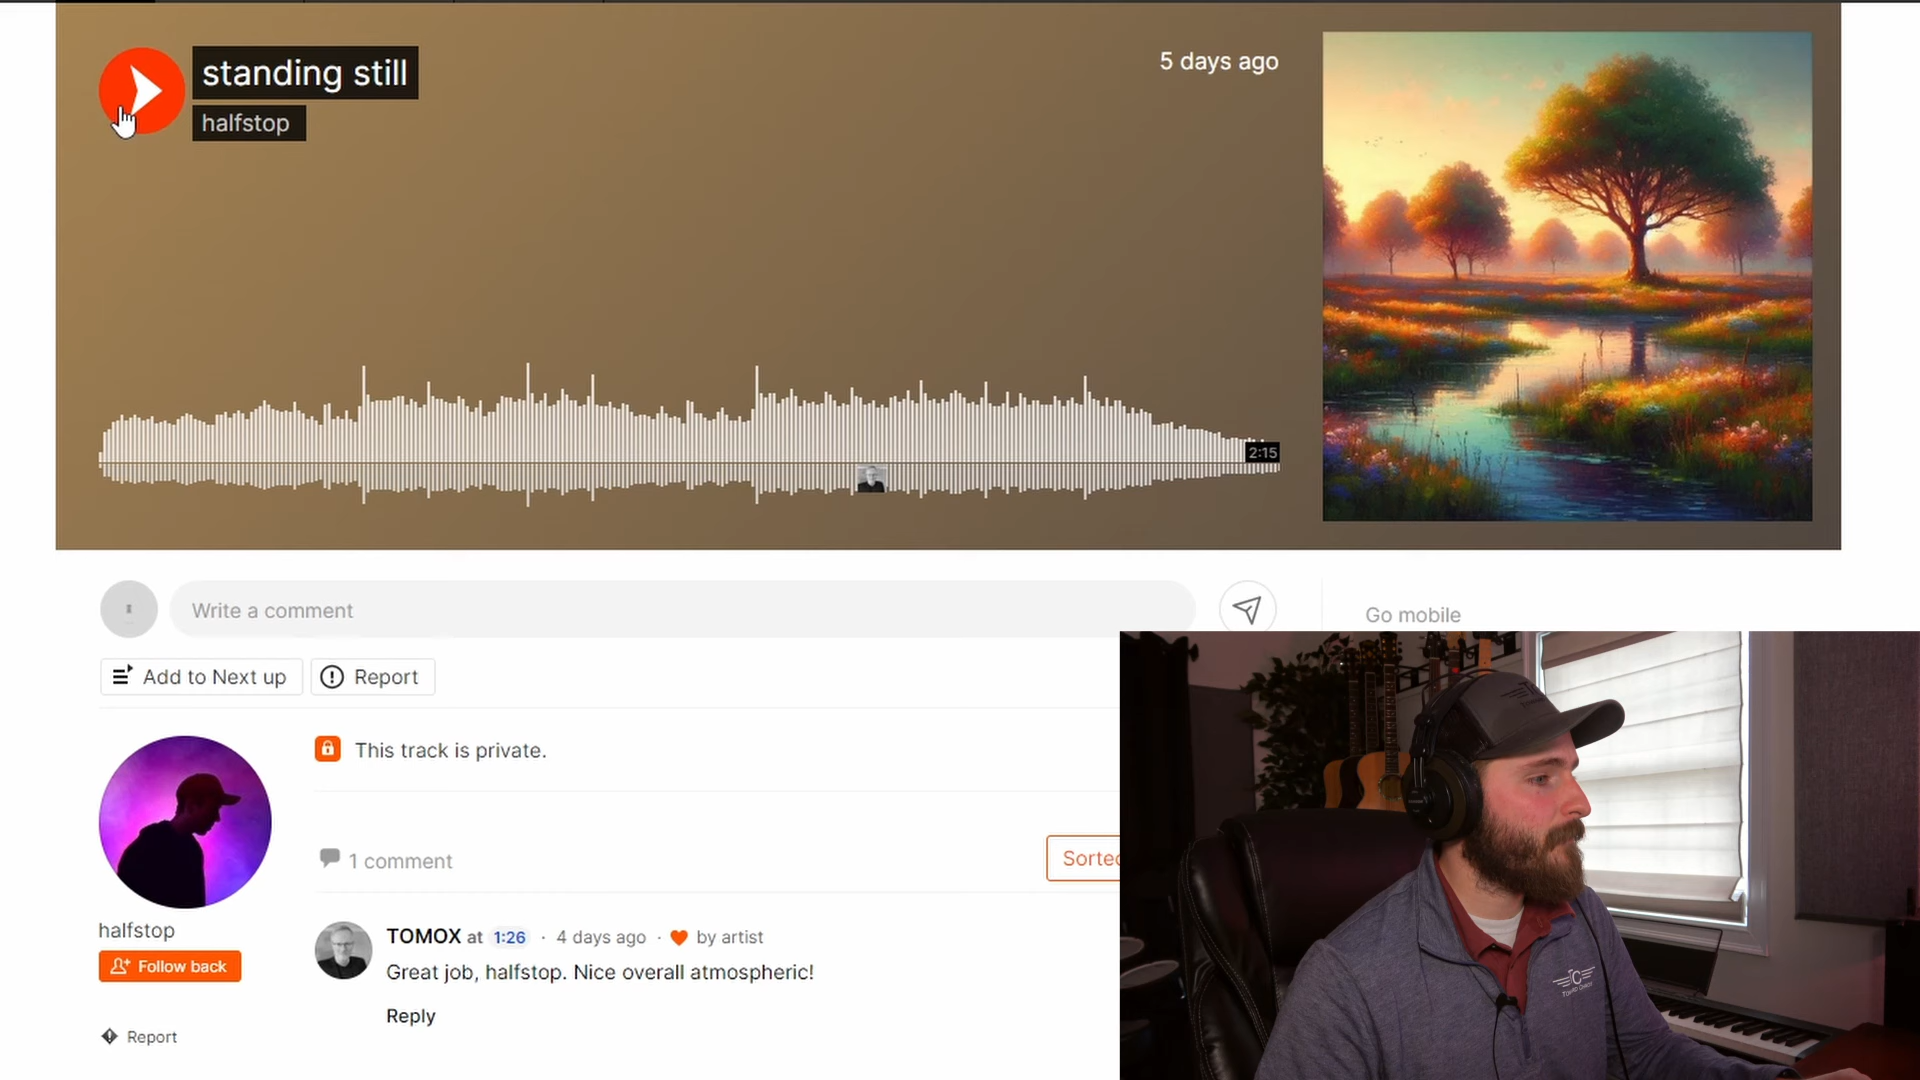 standing still
halfstop
5 days ago
2:15
Write a comment
Go mobile
Add to Next up
Report
This track is private.
1 comment
Sorted
halfstop
Follow back
Report
TOMOX at 1:26 · 4 days ago · by artist
Great job, halfstop. Nice overall atmospheric!
Reply
TC